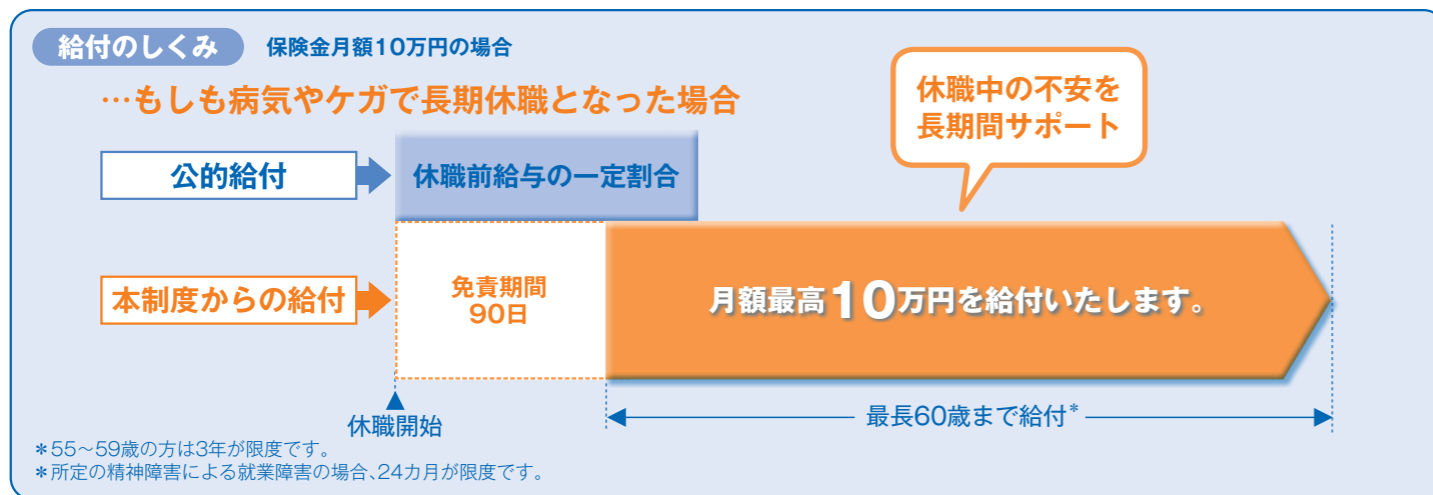 給付のしくみ 保険金月額10万円の場合
…もしも病気やケガで長期休職となった場合
休職中の不安を
長期間サポート
公的給付
休職前給与の一定割合
本制度からの給付
免責期間
90日
月額最高10万円を給付いたします。
休職開始
最長60歳まで給付*
*55～59歳の方は3年が限度です。
*所定の精神障害による就業障害の場合、24カ月が限度です。